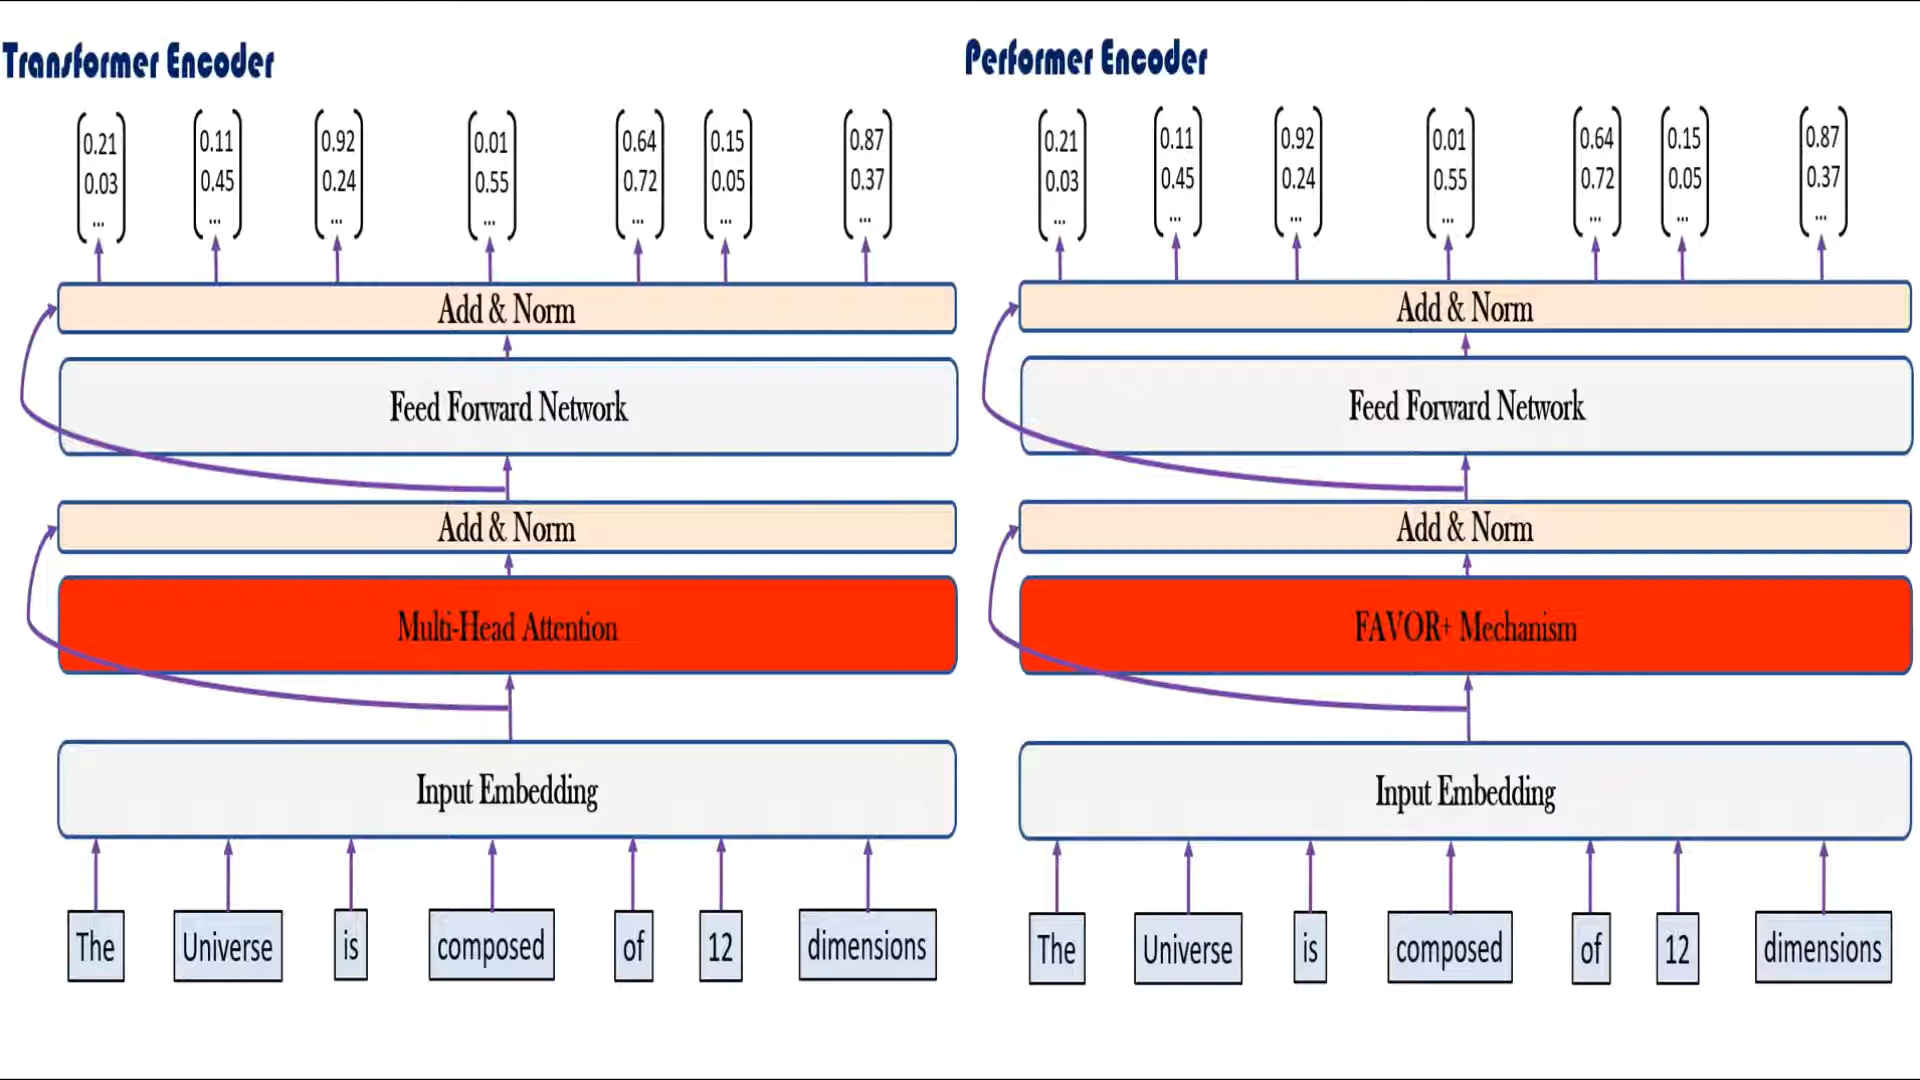 Transformer Encoder
0.21 0.11 0.92 0.01 0.64 0.15 0.87
0.03 0.45 0.24 0.55 0.72 0.05 0.37
... ... ... ... ... ... ...
Add & Norm
Feed Forward Network
Add & Norm
Multi-Head Attention
Input Embedding
The Universe is composed of 12 dimensions
Performer Encoder
0.21 0.11 0.92 0.01 0.64 0.15 0.87
0.03 0.45 0.24 0.55 0.72 0.05 0.37
... ... ... ... ... ... ...
Add & Norm
Feed Forward Network
Add & Norm
FAVOR+ Mechanism
Input Embedding
The Universe is composed of 12 dimensions